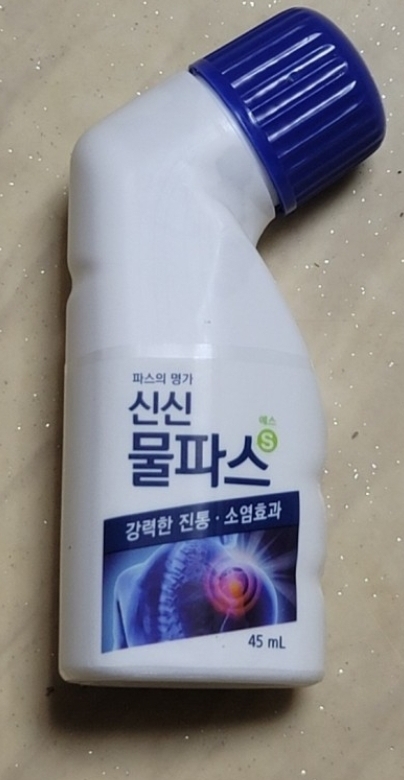 파스의 명가
신신
에스
물파스 S
강력한 진통 · 소염효과
45 mL